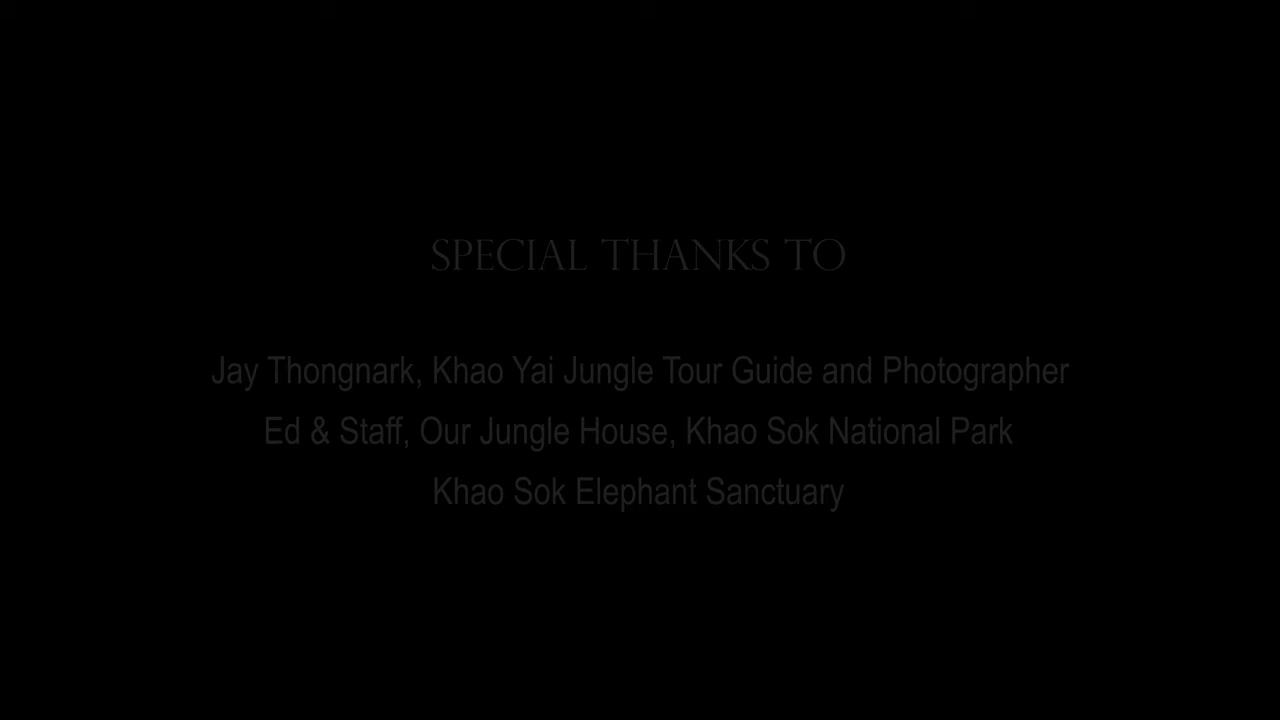 SPECIAL THANKS TO
Jay Thongnark, Khao Yai Jungle Tour Guide and Photographer
Ed & Staff, Our Jungle House, Khao Sok National Park
Khao Sok Elephant Sanctuary